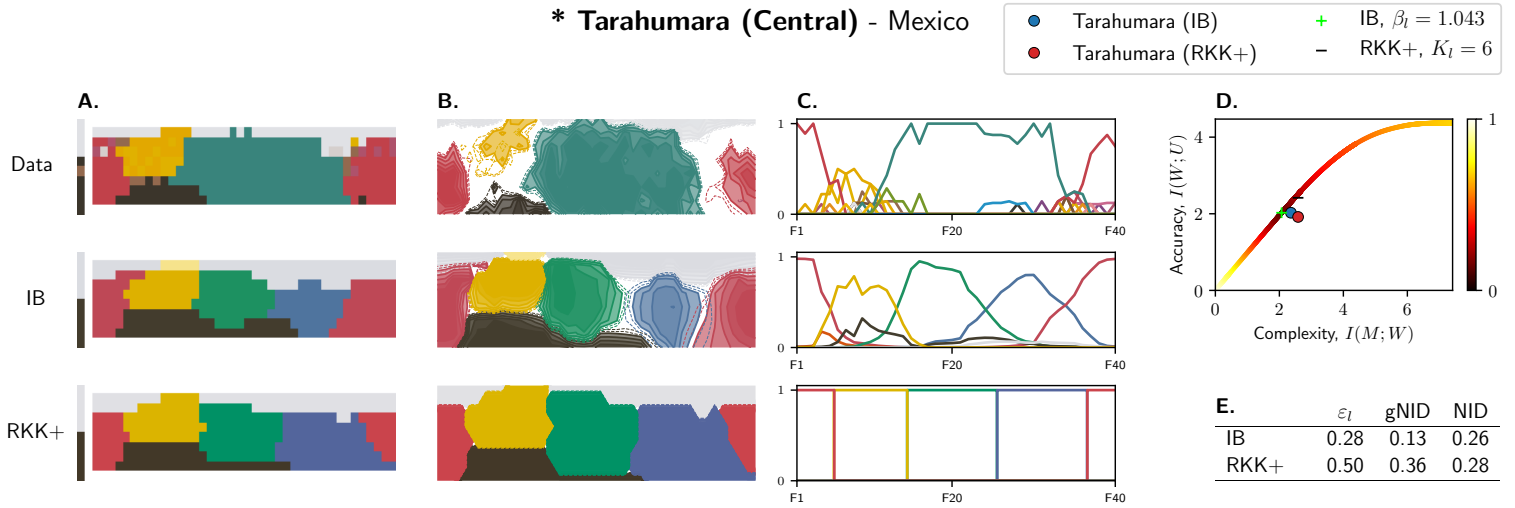 * Tarahumara (Central) - Mexico
Tarahumara (IB)
Tarahumara (RKK+)
IB, $\beta_l = 1.043$
RKK+, $K_l = 6$
A.
B.
C.
D.
Data
IB
RKK+
1
0
F1
F20
F40
1
0
F1
F20
F40
1
0
F1
F20
F40
Accuracy, $I(W;U)$
4
2
0
0
2
4
6
Complexity, $I(M;W)$
1
0
E.
$\varepsilon_l$ gNID NID
IB 0.28 0.13 0.26
RKK+ 0.50 0.36 0.28